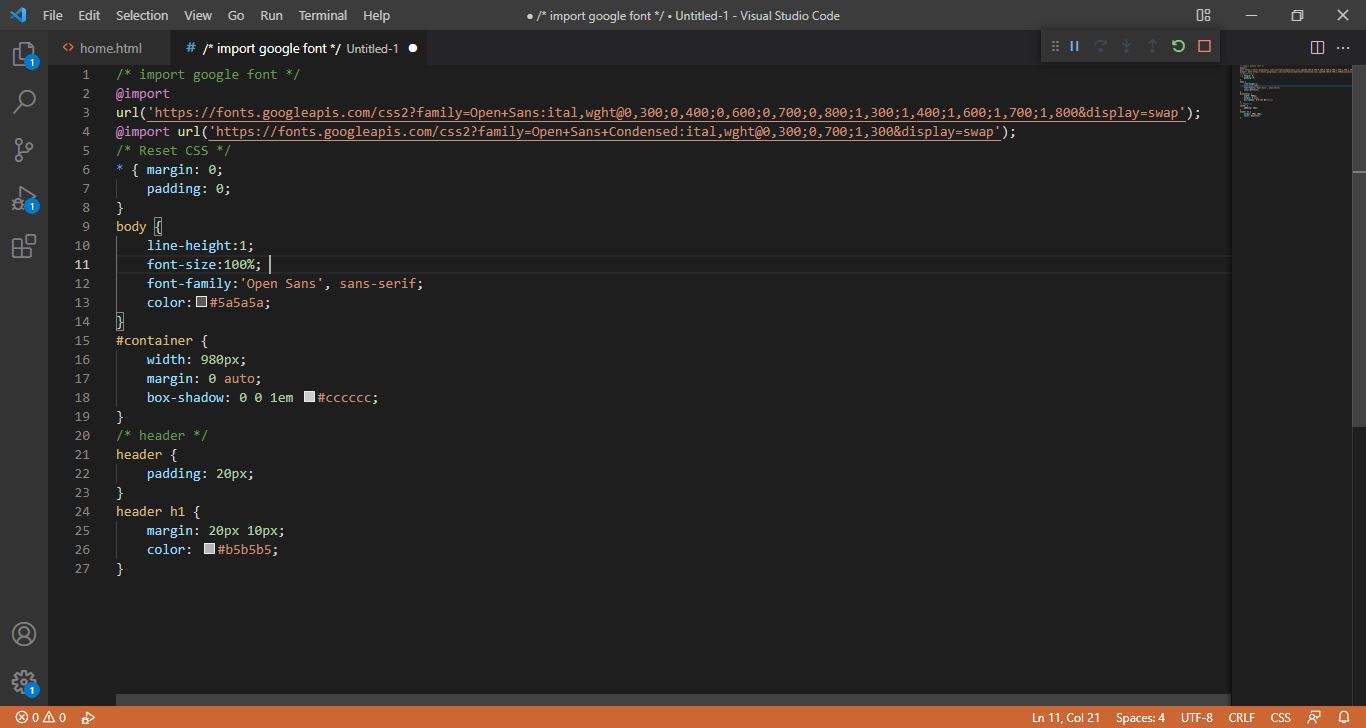 File Edit Selection View Go Run Terminal Help ● /* import google font */ • Untitled-1 - Visual Studio Code
home.html # /* import google font */ Untitled-1
1 /* import google font */
2 @import
3 url('https://fonts.googleapis.com/css2?family=Open+Sans:ital,wght@0,300;0,400;0,600;0,700;0,800;1,300;1,400;1,600;1,700;1,800&display=swap');
4 @import url('https://fonts.googleapis.com/css2?family=Open+Sans+Condensed:ital,wght@0,300;0,700;1,300&display=swap');
5 /* Reset CSS */
6 * { margin: 0;
7 padding: 0;
8 }
9 body {
10 line-height:1;
11 font-size:100%;
12 font-family:'Open Sans', sans-serif;
13 color:#5a5a5a;
14 }
15 #container {
16 width: 980px;
17 margin: 0 auto;
18 box-shadow: 0 0 1em #cccccc;
19 }
20 /* header */
21 header {
22 padding: 20px;
23 }
24 header h1 {
25 margin: 20px 10px;
26 color: #b5b5b5;
27 }
1
1
1
0 0 Ln 11, Col 21 Spaces: 4 UTF-8 CRLF CSS